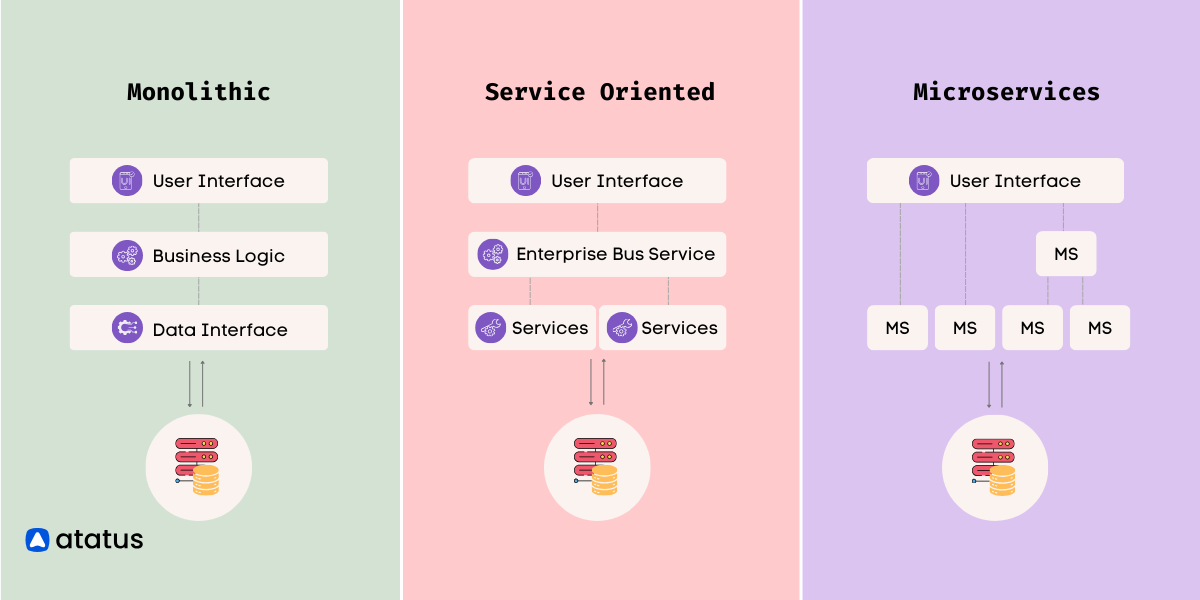 Monolithic
User Interface
Business Logic
Data Interface
atatus
Service Oriented
User Interface
Enterprise Bus Service
Services
Services
Microservices
UI
User Interface
MS
MS
MS
MS
MS